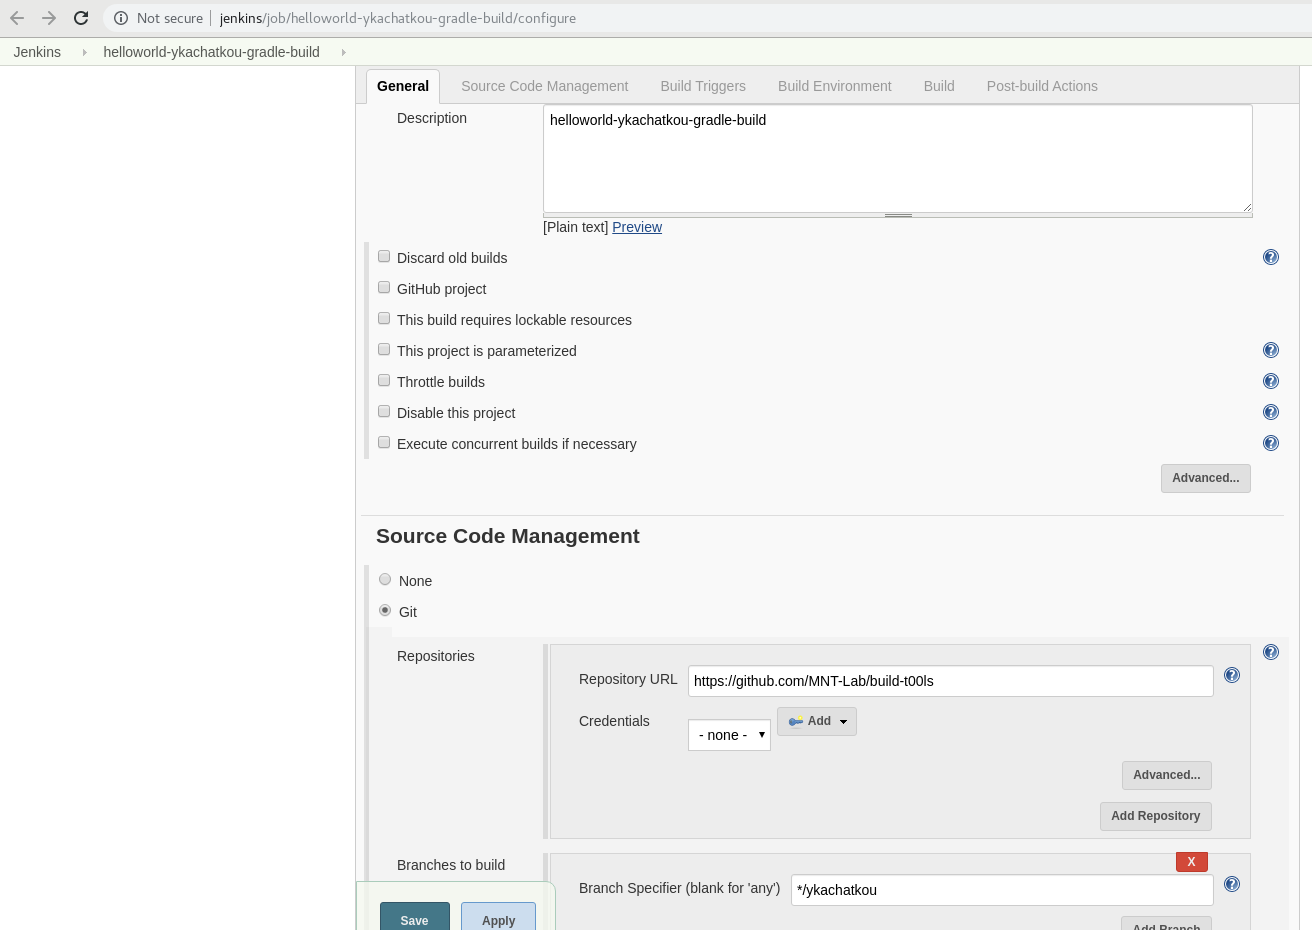 Not secure | jenkins/job/helloworld-ykachatkou-gradle-build/configure
Jenkins helloworld-ykachatkou-gradle-build
General Source Code Management Build Triggers Build Environment Build Post-build Actions
Description helloworld-ykachatkou-gradle-build
[Plain text] Preview
Discard old builds
GitHub project
This build requires lockable resources
This project is parameterized
Throttle builds
Disable this project
Execute concurrent builds if necessary
Advanced...
Source Code Management
None
Git
Repositories
Repository URL https://github.com/MNT-Lab/build-t00ls
Credentials - none - Add
Advanced...
Add Repository
Branches to build X
Branch Specifier (blank for 'any') */ykachatkou
Save Apply Add Branch